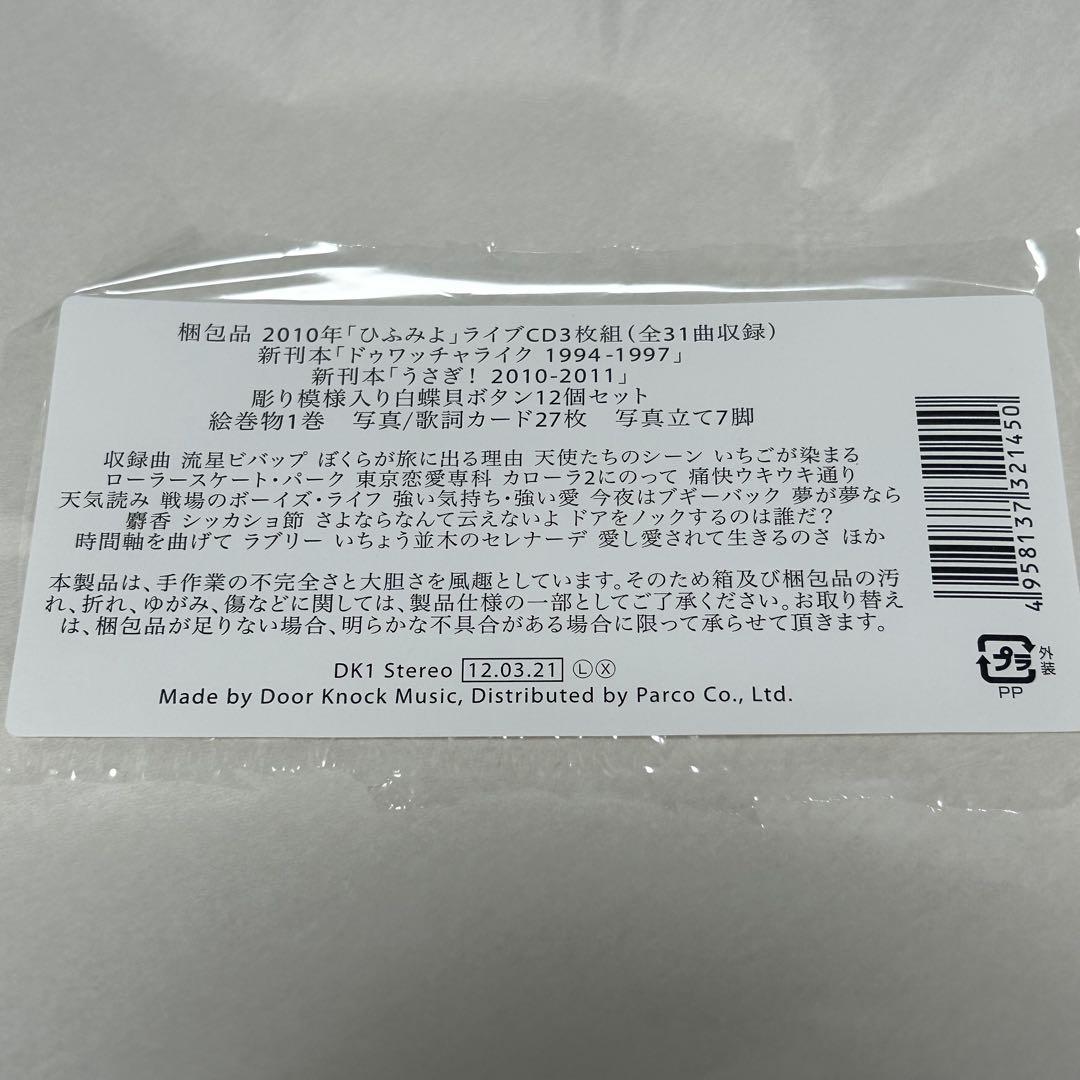 梱包品 2010年「ひふみよ」ライブCD3枚組（全31曲収録）
新刊本「ドゥワッチャライク 1994-1997」
新刊本「うさぎ! 2010-2011」
彫り模様入り白蝶貝ボタン12個セット
絵巻物1巻　写真/歌詞カード27枚　写真立て7脚
収録曲 流星ビバップ ぼくらが旅に出る理由 天使たちのシーン いちごが染まる
ローラースケート・パーク 東京恋愛専科 カローラ2にのって 痛快ウキウキ通り
天気読み 戦場のボーイズ・ライフ 強い気持ち・強い愛 今夜はブギーバック 夢が夢なら
麝香 シッカショ節 さよならなんて云えないよ ドアをノックするのは誰だ?
時間軸を曲げて ラブリー いちょう並木のセレナーデ 愛し愛されて生きるのさ ほか
本製品は、手作業の不完全さと大胆さを風趣としています。そのため箱及び梱包品の汚
れ、折れ、ゆがみ、傷などに関しては、製品仕様の一部としてご了承ください。お取り替え
は、梱包品が足りない場合、明らかな不具合がある場合に限って承らせて頂きます。
DK1 Stereo 12.03.21 Ⓛ Ⓧ
Made by Door Knock Music, Distributed by Parco Co., Ltd.
4 958137 321450
プラ 外装
PP